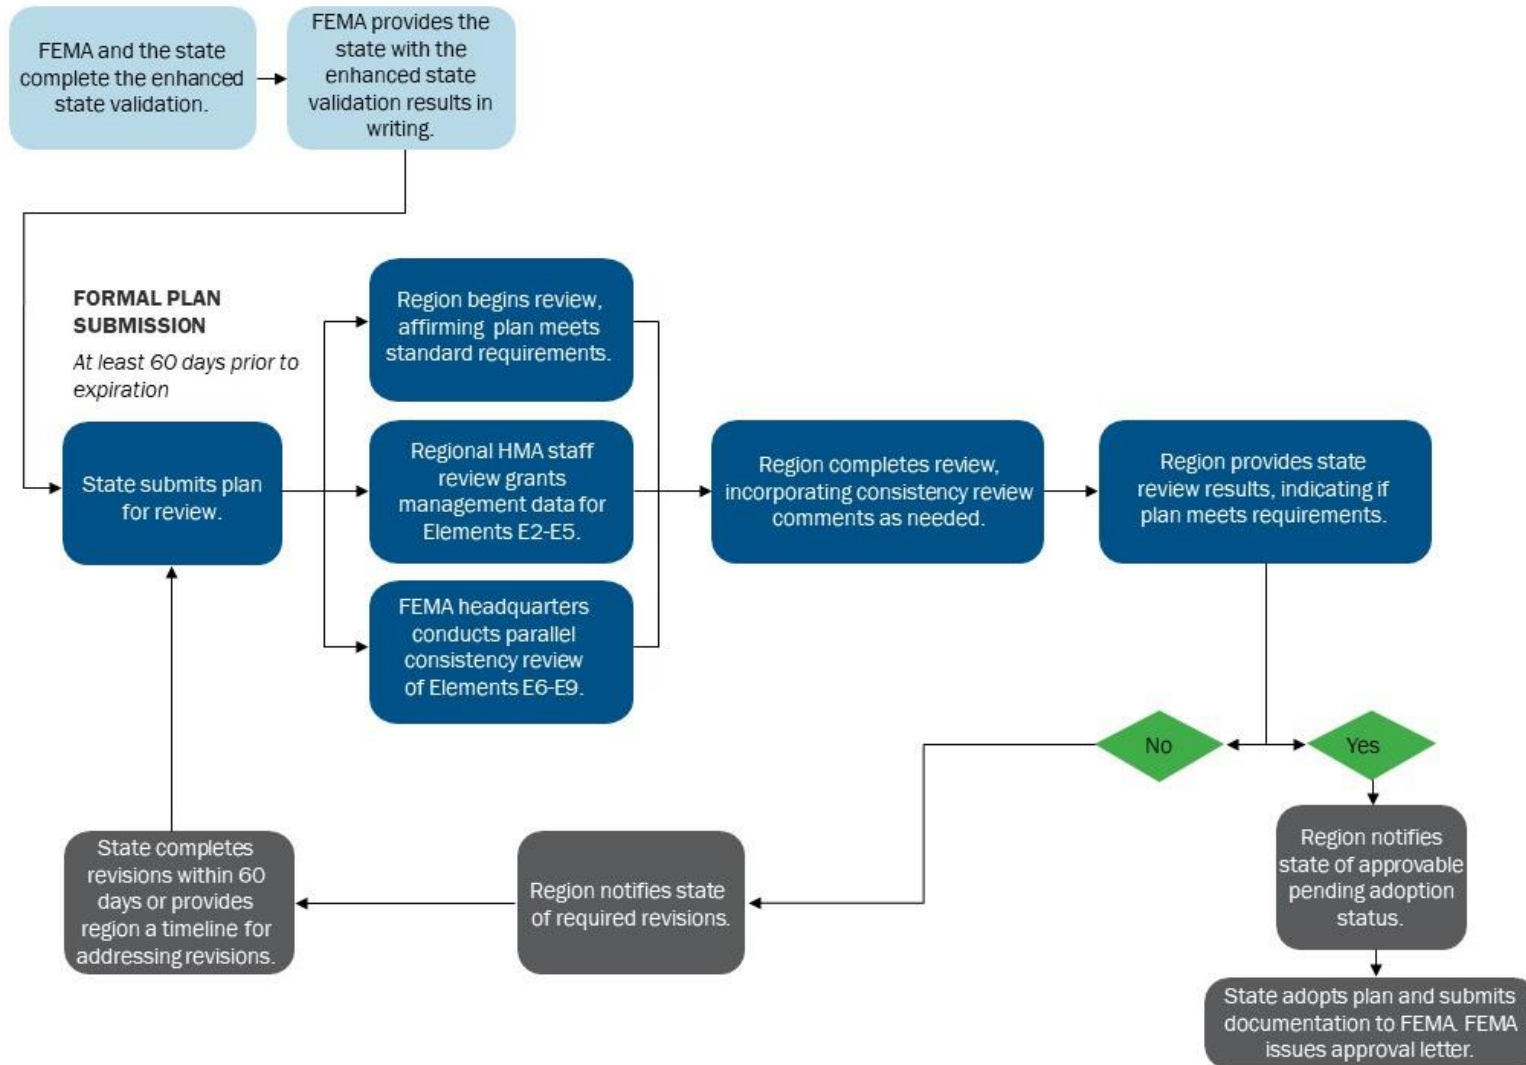 FEMA and the state
complete the enhanced
state validation.
FEMA provides the
state with the
enhanced state
validation results in
writing.
FORMAL PLAN
SUBMISSION
At least 60 days prior to
expiration
State submits plan
for review.
Region begins review,
affirming plan meets
standard requirements.
Regional HMA staff
review grants
management data for
Elements E2-E5.
FEMA headquarters
conducts parallel
consistency review
of Elements E6-E9.
Region completes review,
incorporating consistency review
comments as needed.
Region provides state
review results, indicating if
plan meets requirements.
No
Yes
State completes
revisions within 60
days or provides
region a timeline for
addressing revisions.
Region notifies state
of required revisions.
Region notifies
state of approvable
pending adoption
status.
State adopts plan and submits
documentation to FEMA. FEMA
issues approval letter.